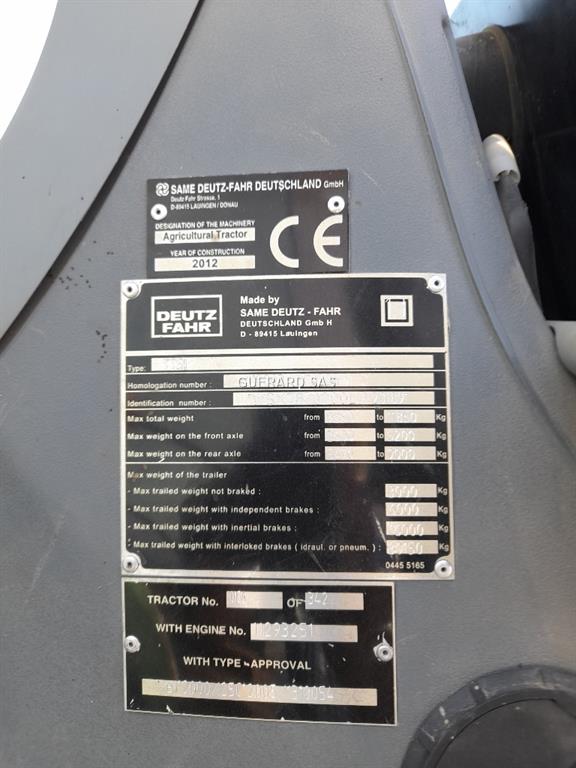 SAME DEUTZ-FAHR DEUTSCHLAND GmbH
Deutz Fahr Strasse, 1
D-89415 LAUINGEN / DONAU
DESIGNATION OF THE MACHINERY
Agricultural Tractor
YEAR OF CONSTRUCTION
2012
CE
DEUTZ
FAHR
Made by
SAME DEUTZ - FAHR
DEUTSCHLAND Gmb H
D - 89415 Lauingen
Type:
Homologation number : GUERARD SAS
Identification number :
Max total weight from to Kg
Max weight on the front axle from to Kg
Max weight on the rear axle from to Kg
Max weight of the trailer
- Max trailed weight not braked : Kg
- Max trailed weight with independent brakes : Kg
- Max trailed weight with inertial brakes : Kg
- Max trailed weight with interloked brakes ( idraul. or pneum. ) : Kg
0445 5165
TRACTOR No. OF 342
WITH ENGINE No. 11293251
WITH TYPE - APPROVAL